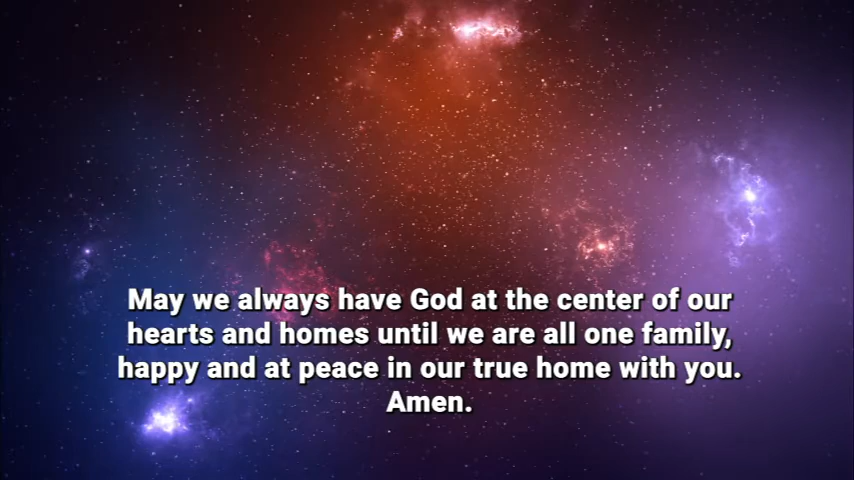 May we always have God at the center of our
hearts and homes until we are all one family,
happy and at peace in our true home with you.
Amen.